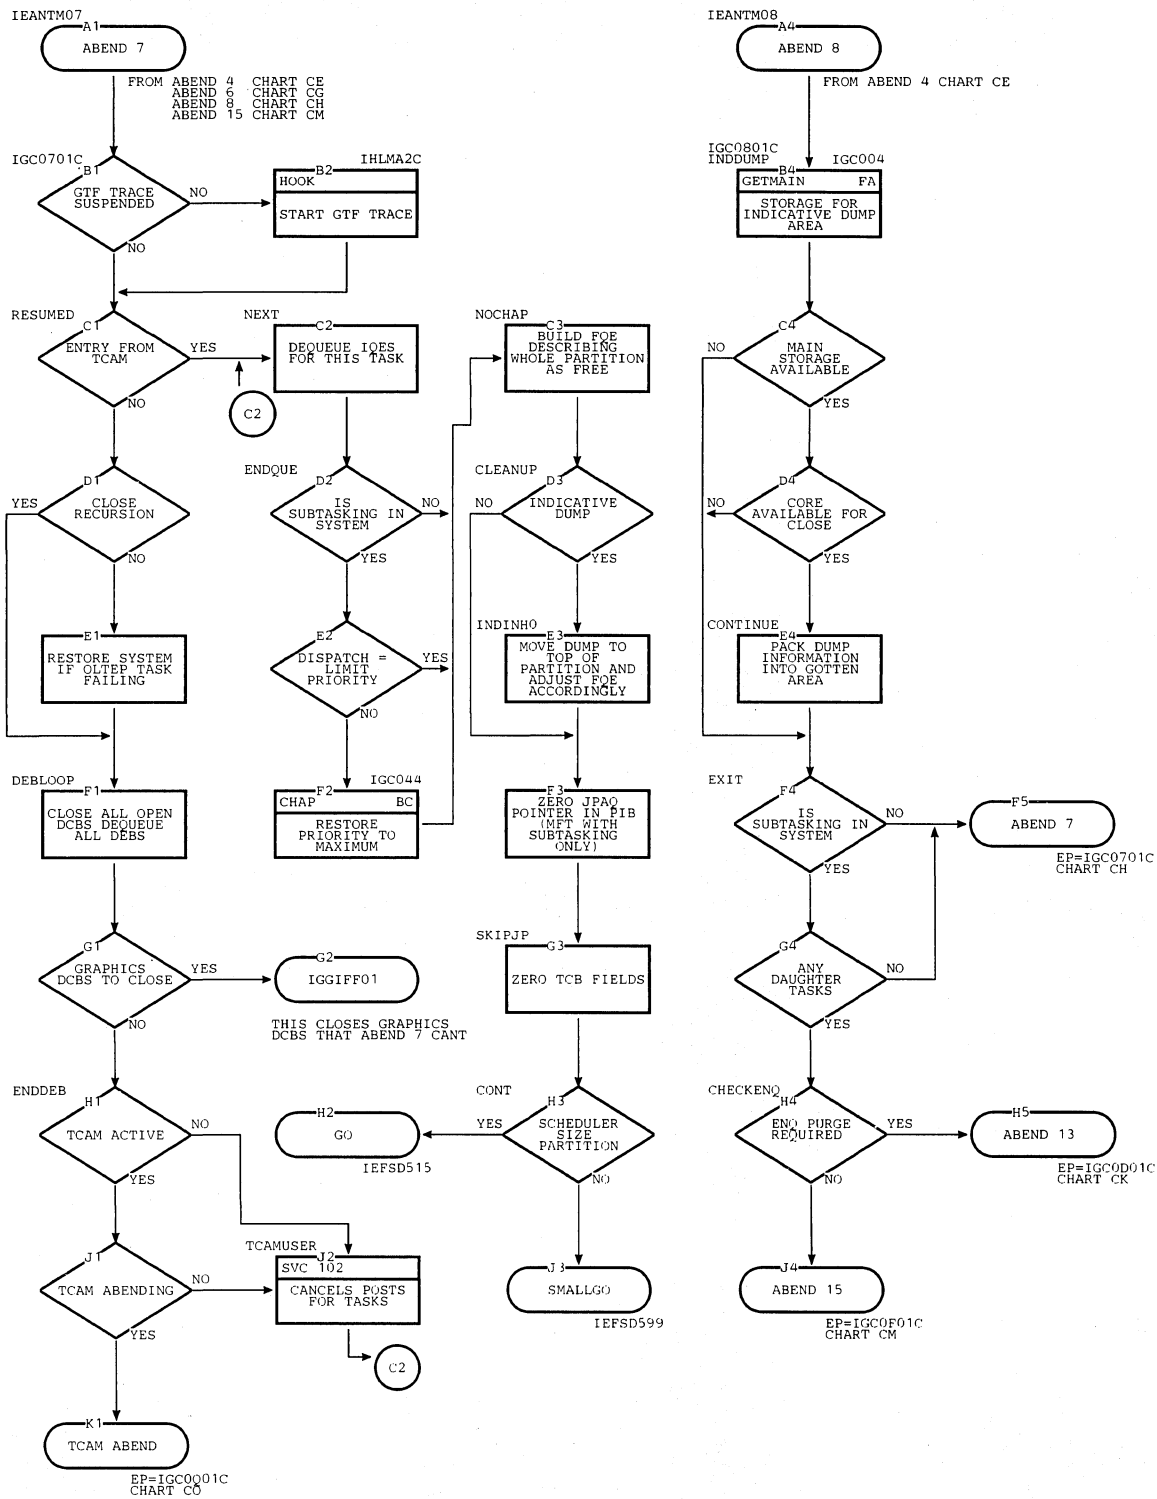 IEANTM07
A1
ABEND 7
FROM ABEND 4 CHART CE
ABEND 6 CHART CG
ABEND 8 CHART CH
ABEND 15 CHART CM
IGC0701C
B1
GTF TRACE
SUSPENDED
NO
NO
IHLMA2C
B2
HOOK
START GTF TRACE
RESUMED
C1
ENTRY FROM
TCAM
YES
NO
NEXT
C2
DEQUEUE IQES
FOR THIS TASK
C2
D1
CLOSE
RECURSION
YES
NO
ENDQUE
D2
IS
SUBTASKING IN
SYSTEM
NO
YES
E1
RESTORE SYSTEM
IF OLTEP TASK
FAILING
E2
DISPATCH =
LIMIT
PRIORITY
YES
NO
DEBLOOP
F1
CLOSE ALL OPEN
DCBS DEQUEUE
ALL DEBS
IGC044
F2
CHAP BC
RESTORE
PRIORITY TO
MAXIMUM
G1
GRAPHICS
DCBS TO CLOSE
YES
NO
G2
IGGIFF01
THIS CLOSES GRAPHICS
DCBS THAT ABEND 7 CANT
ENDDEB
H1
TCAM ACTIVE
NO
YES
H2
GO
IEFSD515
J1
TCAM ABENDING
NO
YES
TCAMUSER
J2
SVC 102
CANCELS POSTS
FOR TASKS
C2
K1
TCAM ABEND
EP=IGC0Q01C
CHART CO
NOCHAP
C3
BUILD FQE
DESCRIBING
WHOLE PARTITION
AS FREE
CLEANUP
D3
INDICATIVE
DUMP
NO
YES
INDINHO
E3
MOVE DUMP TO
TOP OF
PARTITION AND
ADJUST FQE
ACCORDINGLY
F3
ZERO JPAQ
POINTER IN PIB
(MFT WITH
SUBTASKING
ONLY)
SKIPJP
G3
ZERO TCB FIELDS
CONT
H3
SCHEDULER
SIZE
PARTITION
YES
NO
J3
SMALLGO
IEFSD599
IEANTM08
A4
ABEND 8
FROM ABEND 4 CHART CE
IGC0801C
INDDUMP
IGC004
B4
GETMAIN FA
STORAGE FOR
INDICATIVE DUMP
AREA
C4
MAIN
STORAGE
AVAILABLE
NO
YES
D4
CORE
AVAILABLE FOR
CLOSE
NO
YES
CONTINUE
E4
PACK DUMP
INFORMATION
INTO GOTTEN
AREA
EXIT
F4
IS
SUBTASKING IN
SYSTEM
NO
YES
F5
ABEND 7
EP=IGC0701C
CHART CH
G4
ANY
DAUGHTER
TASKS
NO
YES
CHECKENQ
H4
ENQ PURGE
REQUIRED
YES
NO
H5
ABEND 13
EP=IGC0D01C
CHART CK
J4
ABEND 15
EP=IGC0F01C
CHART CM